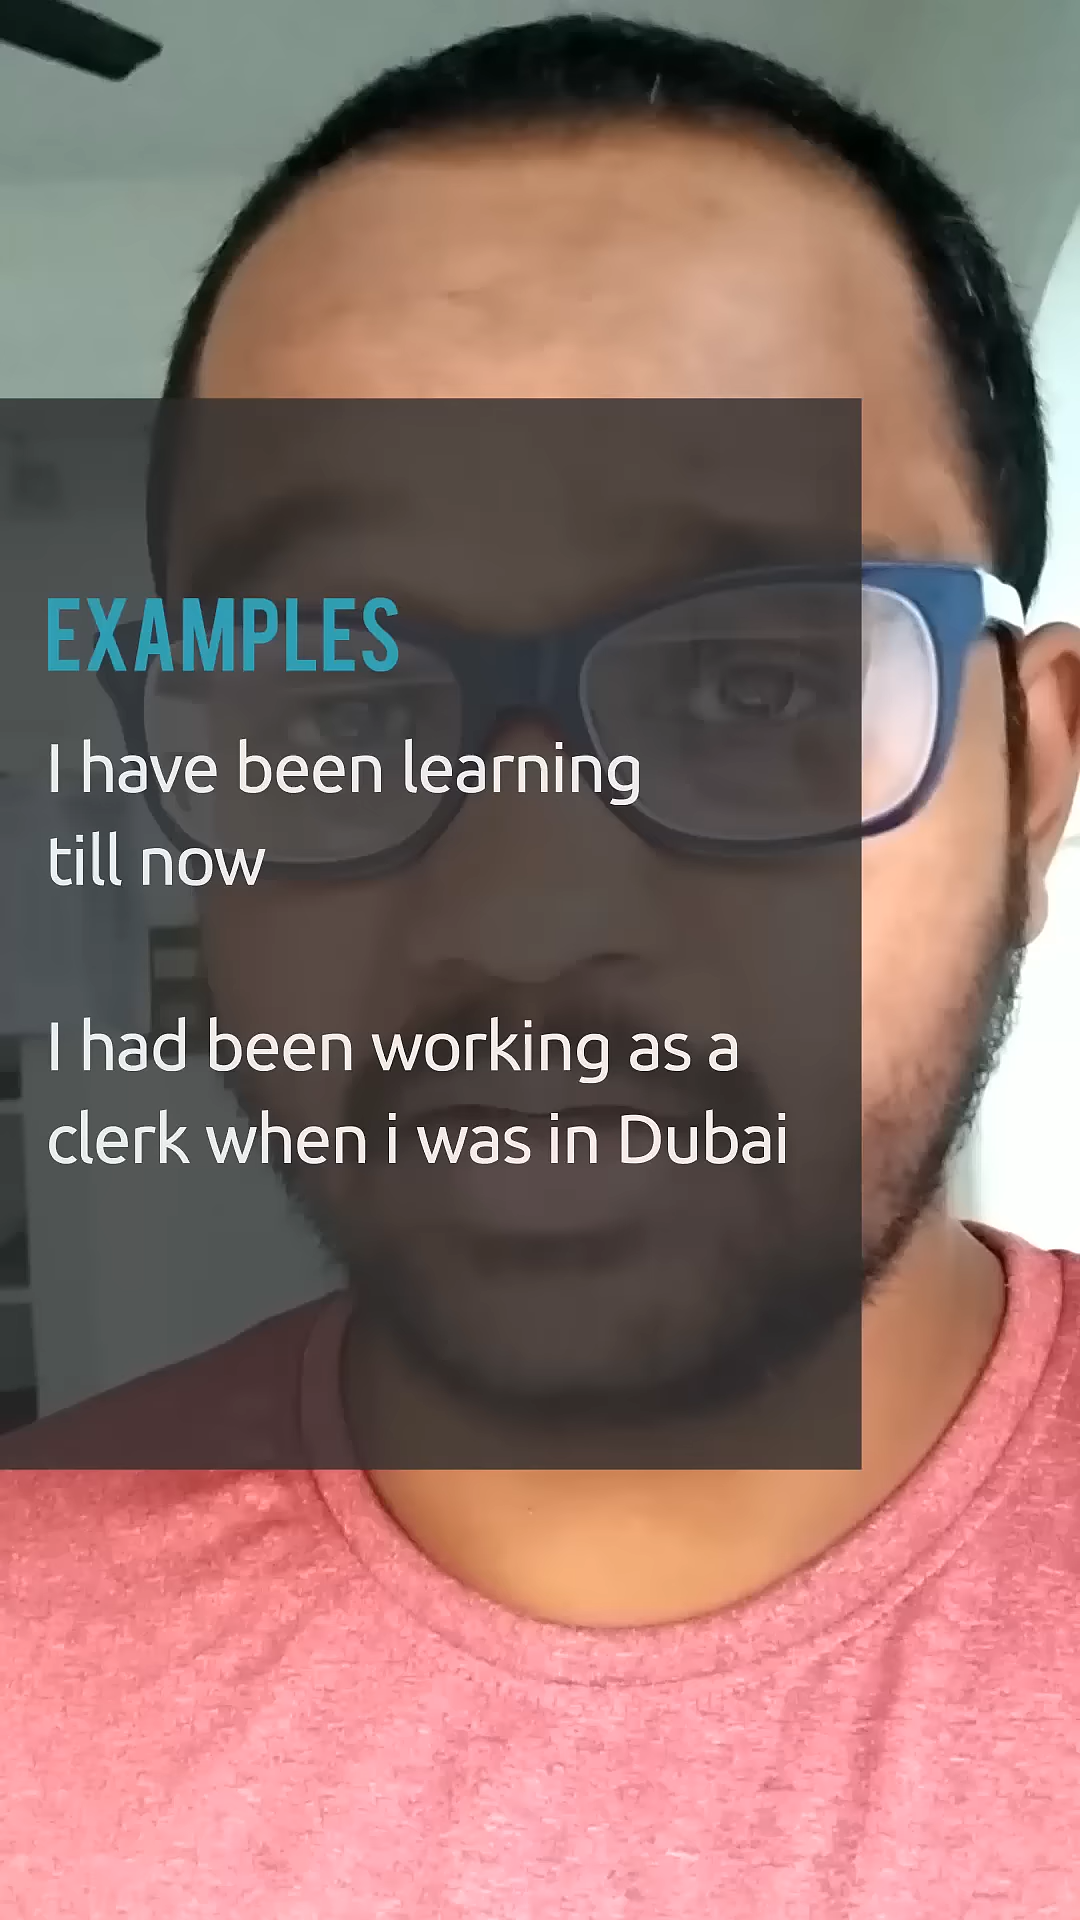 EXAMPLES
I have been learning
till now
I had been working as a
clerk when i was in Dubai